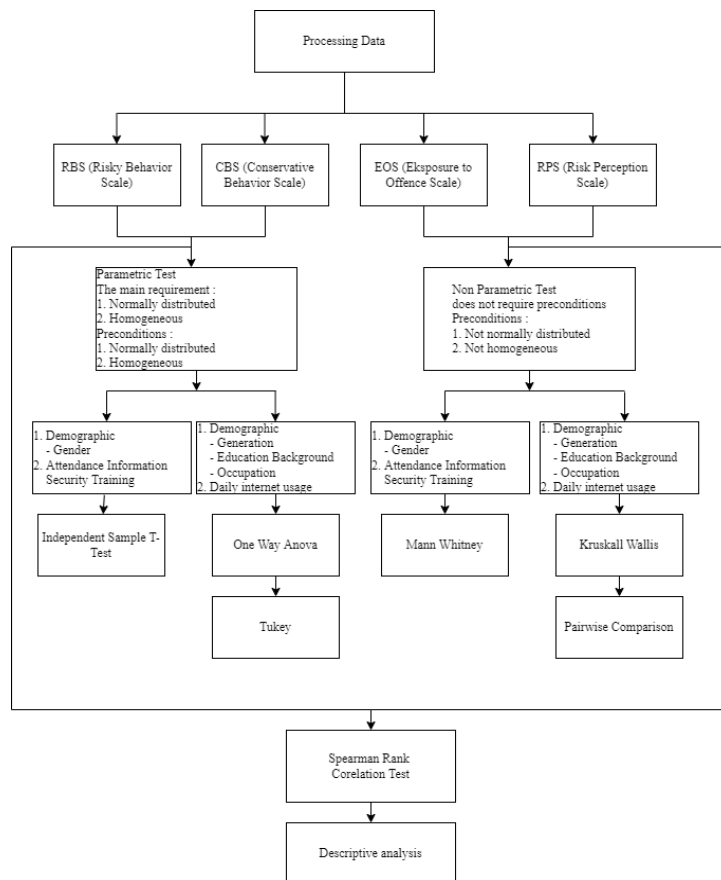 Processing Data
RBS (Risky Behavior
Scale)
CBS (Conservative
Behavior Scale)
EOS (Eksposure to
Offence Scale)
RPS (Risk Perception
Scale)
Parametric Test
The main requirement :
1. Normally distributed
2. Homogeneous
Preconditions :
1. Normally distributed
2. Homogeneous
Non Parametric Test
does not require preconditions
Preconditions :
1. Not normally distributed
2. Not homogeneous
1. Demographic
- Gender
2. Attendance Information
Security Training
1. Demographic
- Generation
- Education Background
- Occupation
2. Daily internet usage
1. Demographic
- Gender
2. Attendance Information
Security Training
1. Demographic
- Generation
- Education Background
- Occupation
2. Daily internet usage
Independent Sample T-
Test
One Way Anova
Mann Whitney
Kruskall Wallis
Tukey
Pairwise Comparison
Spearman Rank
Corelation Test
Descriptive analysis